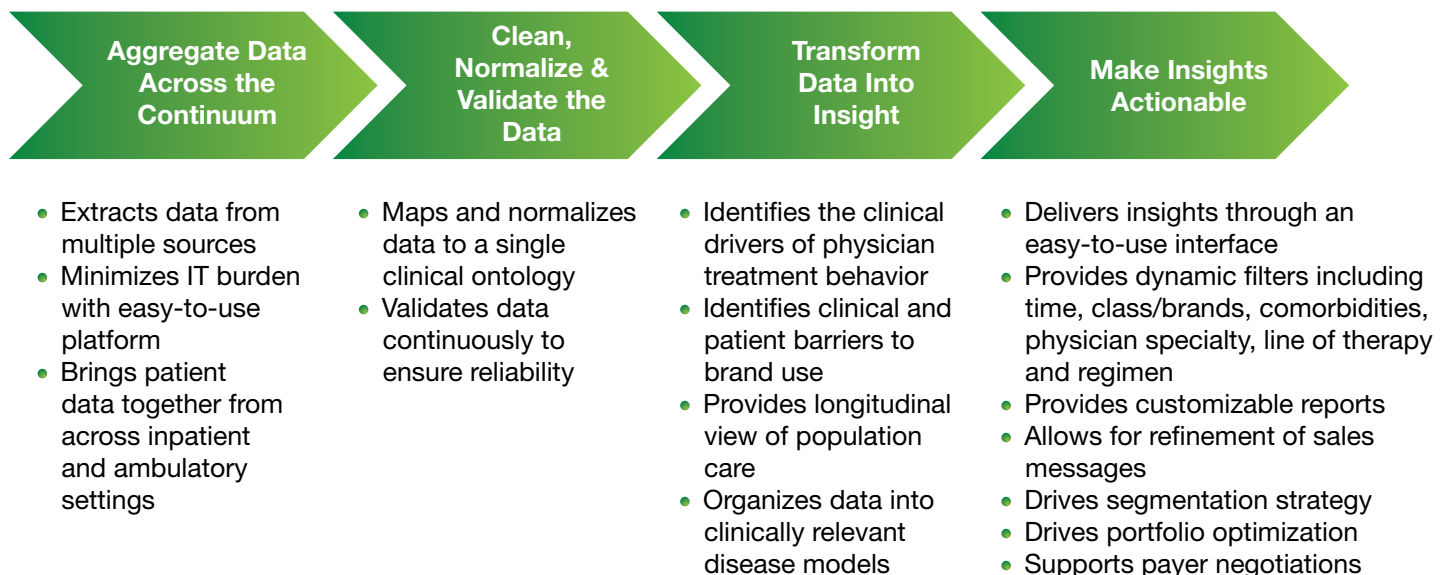 Aggregate Data
Across the
Continuum
Clean,
Normalize &
Validate the
Data
Transform
Data Into
Insight
Make Insights
Actionable
• Extracts data from
multiple sources
• Minimizes IT burden
with easy-to-use
platform
• Brings patient
data together from
across inpatient
and ambulatory
settings
• Maps and normalizes
data to a single
clinical ontology
• Validates data
continuously to
ensure reliability
• Identifies the clinical
drivers of physician
treatment behavior
• Identifies clinical and
patient barriers to
brand use
• Provides longitudinal
view of population
care
• Organizes data into
clinically relevant
disease models
• Delivers insights through an
easy-to-use interface
• Provides dynamic filters including
time, class/brands, comorbidities,
physician specialty, line of therapy
and regimen
• Provides customizable reports
• Allows for refinement of sales
messages
• Drives segmentation strategy
• Drives portfolio optimization
• Supports payer negotiations